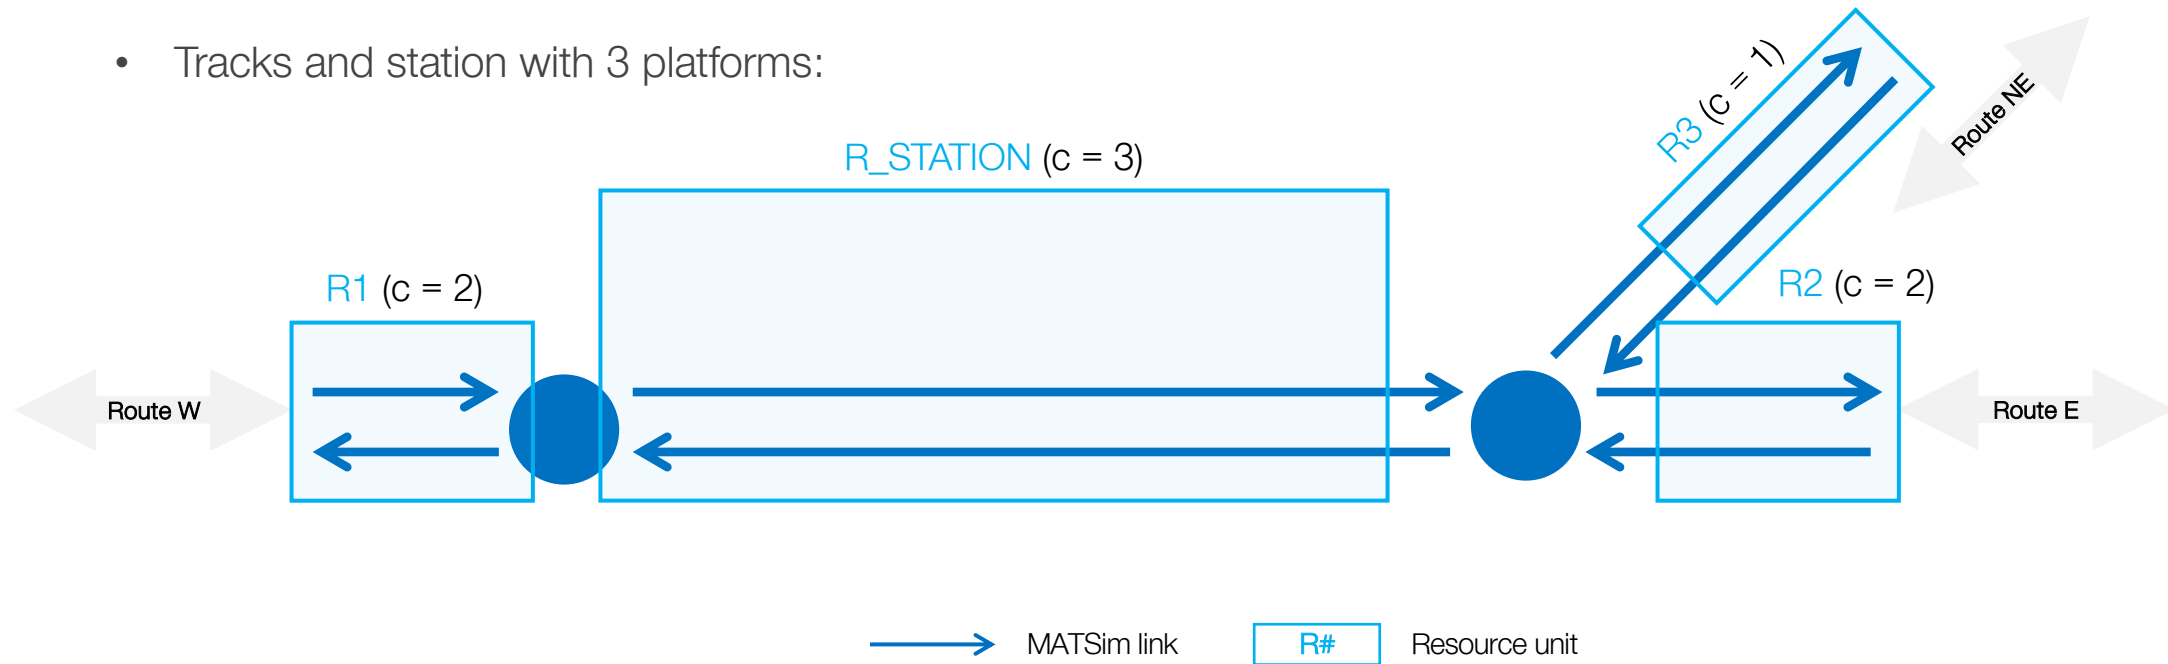 • Tracks and station with 3 platforms:
R_STATION (c = 3)
R3 (c = 1)
Route NE
R1 (c = 2)
R2 (c = 2)
Route W
Route E
MATSim link
R#
Resource unit